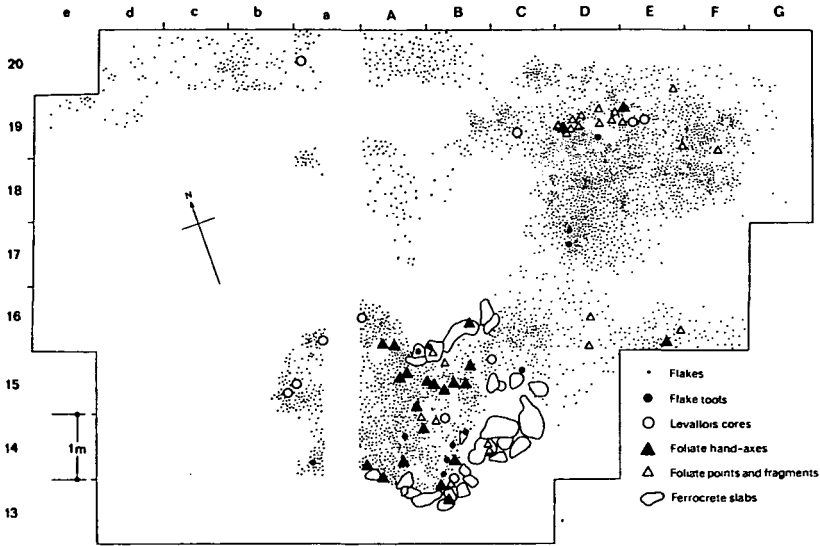 e d c b a A B C D E F G
20
19
18
17
16
15
14
13
N
1m
Flakes
Flake tools
Levallois cores
Foliate hand-axes
Foliate points and fragments
Ferrocrete slabs